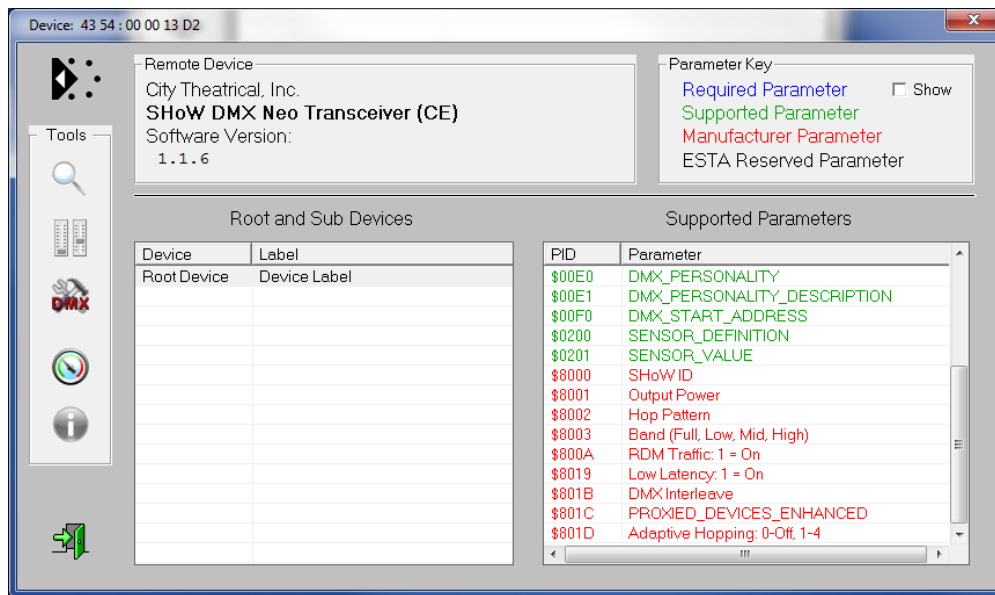 Device: 43 54 : 00 00 13 D2
Remote Device
City Theatrical, Inc.
SHoW DMX Neo Transceiver (CE)
Software Version:
1.1.6
Parameter Key
Required Parameter
Show
Supported Parameter
Manufacturer Parameter
ESTA Reserved Parameter
Tools
DMX
Root and Sub Devices
Device Label
Root Device Device Label
Supported Parameters
PID Parameter
$00E0 DMX_PERSONALITY
$00E1 DMX_PERSONALITY_DESCRIPTION
$00F0 DMX_START_ADDRESS
$0200 SENSOR_DEFINITION
$0201 SENSOR_VALUE
$8000 SHoW ID
$8001 Output Power
$8002 Hop Pattern
$8003 Band (Full, Low, Mid, High)
$800A RDM Traffic: 1 = On
$8019 Low Latency: 1 = On
$801B DMX Interleave
$801C PROXIED_DEVICES_ENHANCED
$801D Adaptive Hopping: 0-Off, 1-4